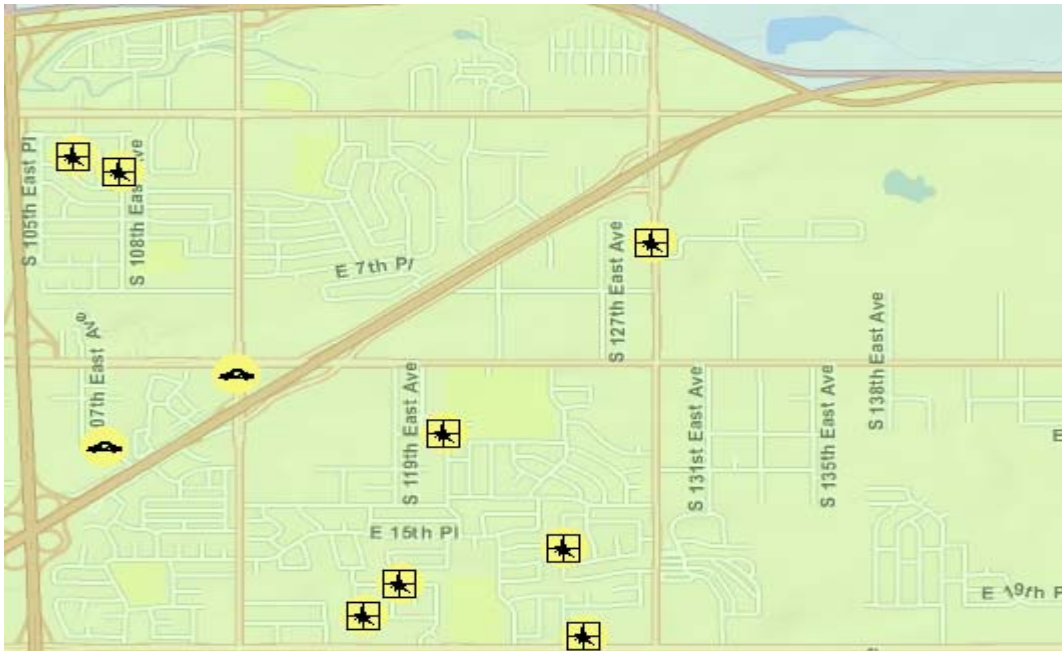 S 105th East Pl
S 108th East Ave
E 7th Pl
S 127th East Ave
07th East Ave
S 119th East Ave
S 131st East Ave
S 135th East Ave
S 138th East Ave
E
E 15th Pl
E 19th P